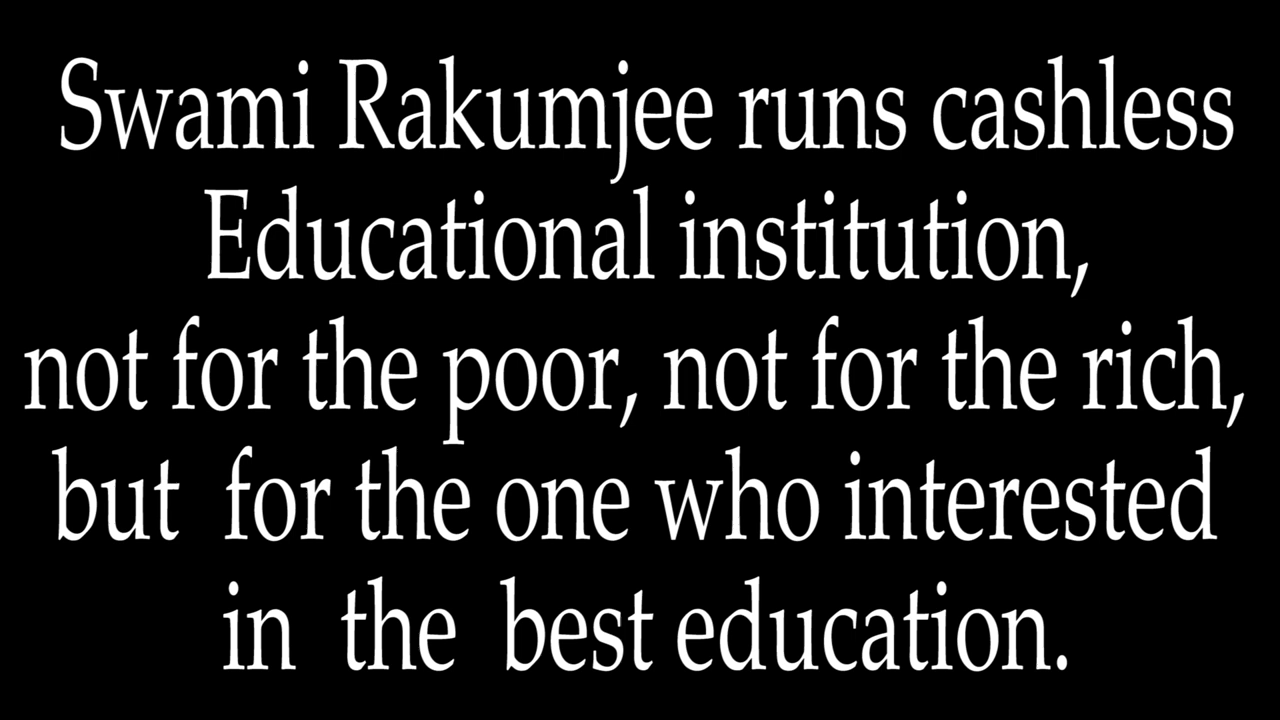 Swami Rakumjee runs cashless
Educational institution,
not for the poor, not for the rich,
but for the one who interested
in the best education.